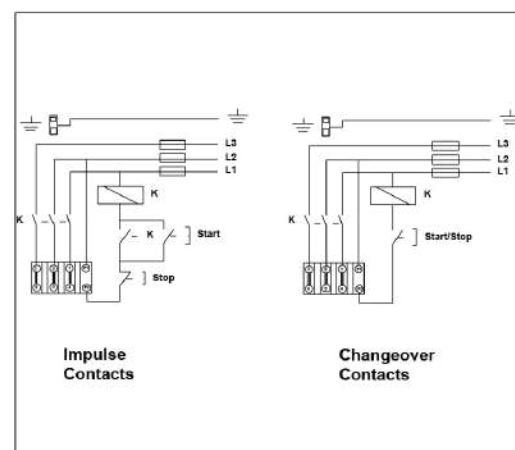 L3
L2
L1
K
K
K
Start
Stop
Impulse
Contacts
L3
L2
L1
K
K
Start/Stop
Changeover
Contacts